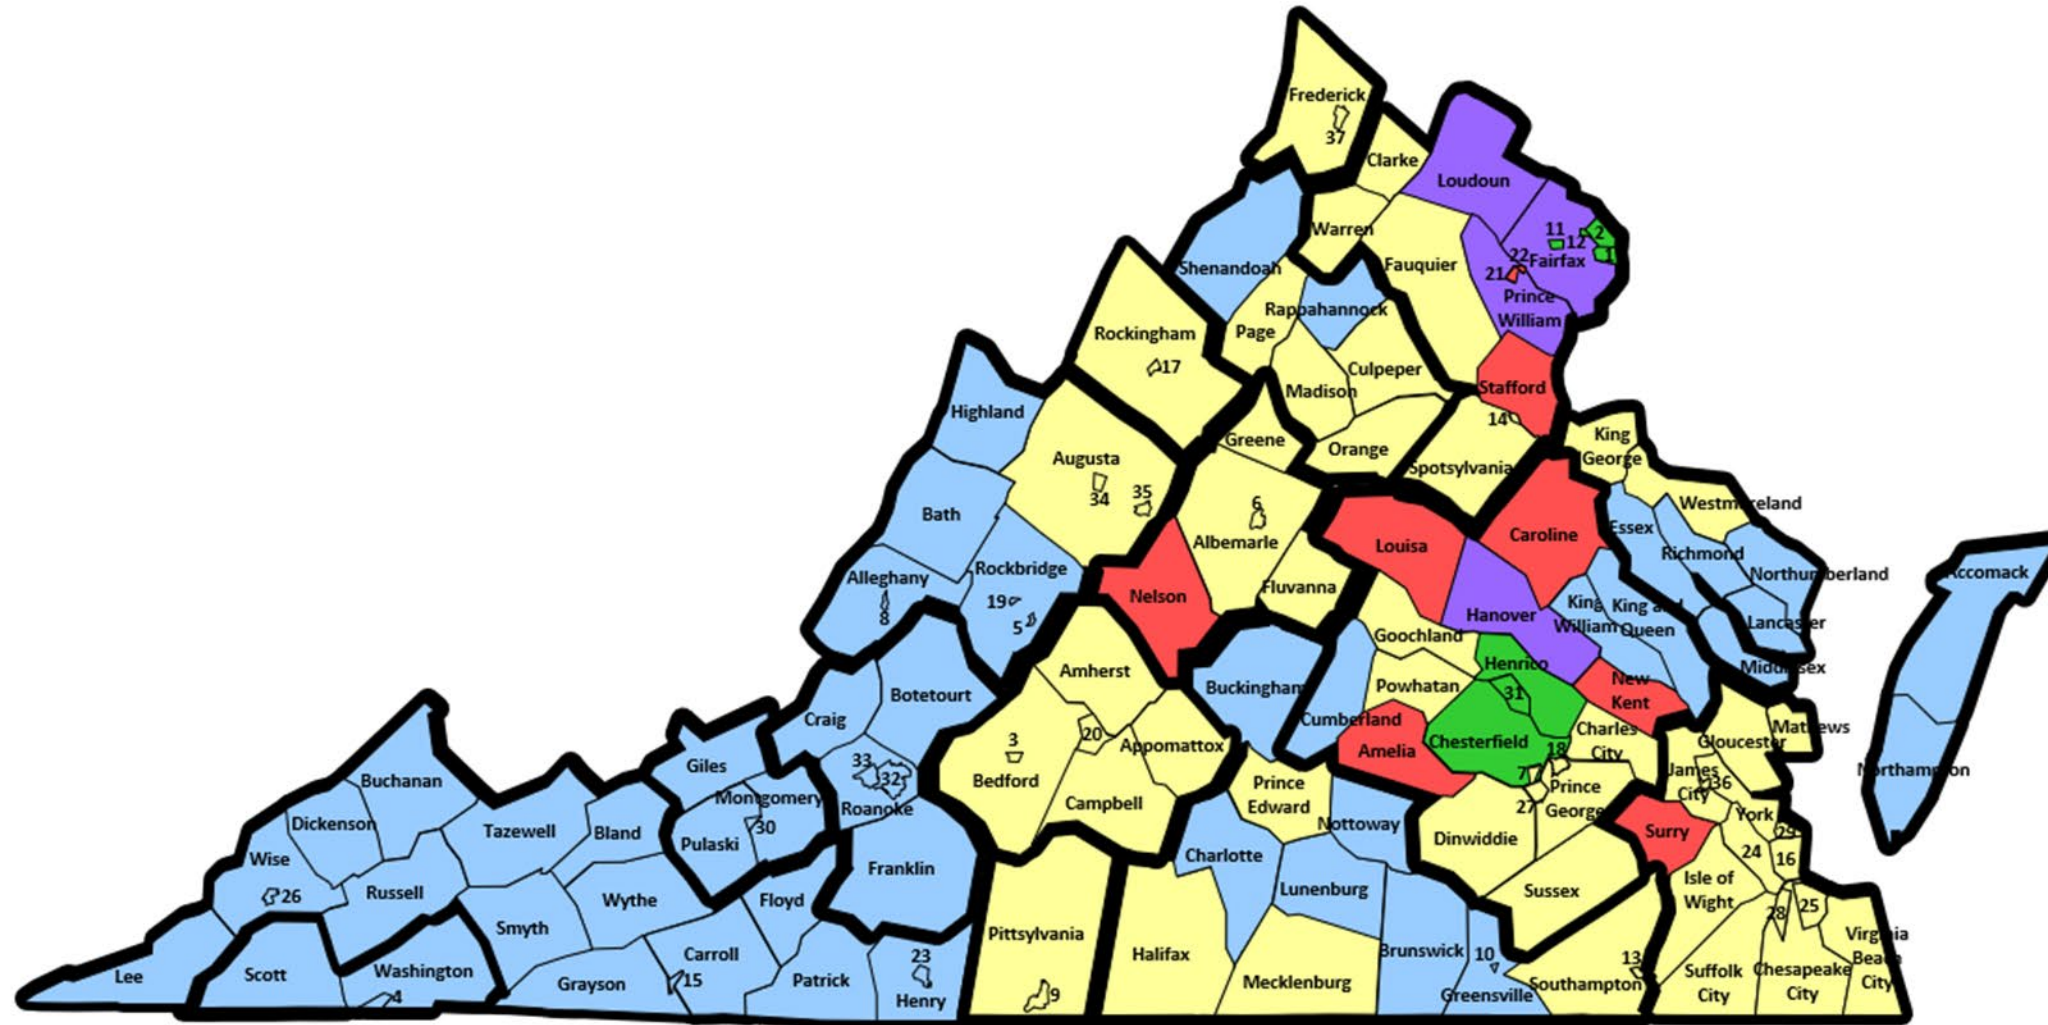 Frederick
37
Clarke
Loudoun
Warren
11
12
2
1
22
Fairfax
21
Shenandoah
Fauquier
Prince
William
Rappahannock
Page
Rockingham
17
Culpeper
Madison
Stafford
14
Highland
Greene
Orange
King
George
Spotsylvania
Augusta
34
35
Westmoreland
Bath
6
Albemarle
Louisa
Caroline
Essex
Richmond
Northumberland
Accomack
Alleghany
8
Rockbridge
19
5
Nelson
Fluvanna
Hanover
King
William
King and
Queen
Lancaster
Goochland
Henrico
Middlesex
Amherst
Buckingham
Powhatan
31
New
Kent
Botetourt
Craig
Cumberland
Charles
City
Mathews
Gloucester
3
20
Appomattox
Amelia
Chesterfield
18
Bedford
Giles
33
32
Roanoke
Campbell
Prince
Edward
7
27
Prince
George
James
City
36
Northampton
Buchanan
Montgomery
30
Pulaski
Dickenson
Tazewell
Bland
Nottoway
Dinwiddie
Surry
York
29
24
16
Wise
26
Russell
Franklin
Charlotte
Lunenburg
Sussex
Isle of
Wight
28
25
Wythe
Floyd
Smyth
Pittsylvania
Halifax
Brunswick
10
Virginia
Beach
City
Lee
Scott
Washington
4
Grayson
Carroll
15
Patrick
23
Henry
9
Mecklenburg
Greensville
13
Southampton
Suffolk
City
Chesapeake
City